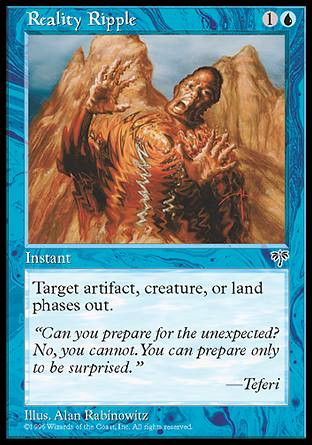 Reality Ripple 1
Instant
Target artifact, creature, or land
phases out.
“Can you prepare for the unexpected?
No, you cannot. You can prepare only
to be surprised.”
—Teferi
Illus. Alan Rabinowitz
©1996 Wizards of the Coast, Inc. All rights reserved.